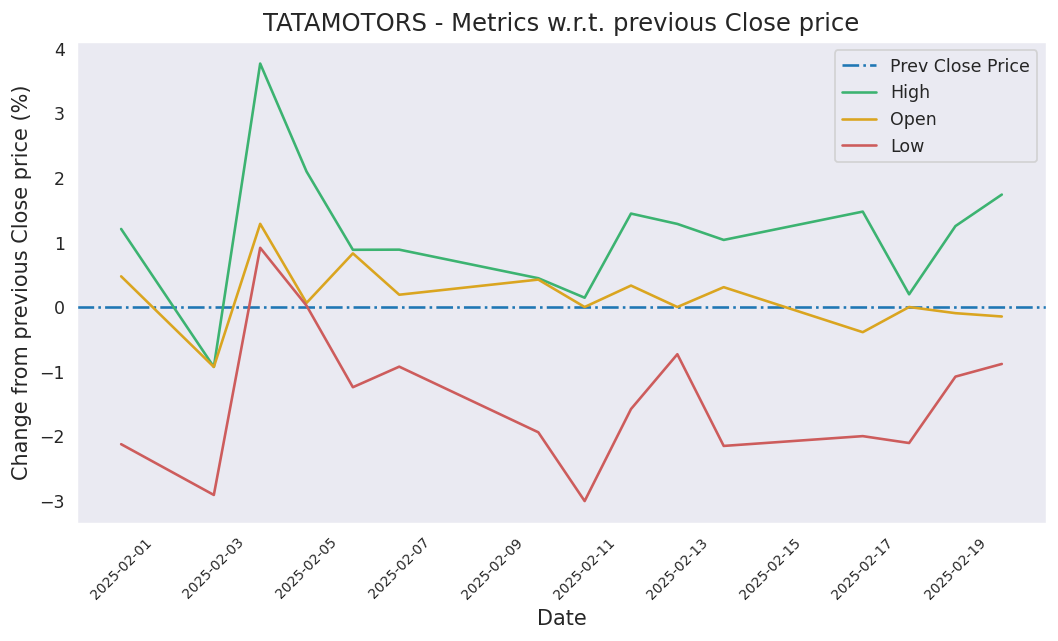 TATAMOTORS - Metrics w.r.t. previous Close price
Change from previous Close price (%)
4
3
2
1
0
−1
−2
−3
Prev Close Price
High
Open
Low
2025-02-01
2025-02-03
2025-02-05
2025-02-07
2025-02-09
2025-02-11
2025-02-13
2025-02-15
2025-02-17
2025-02-19
Date